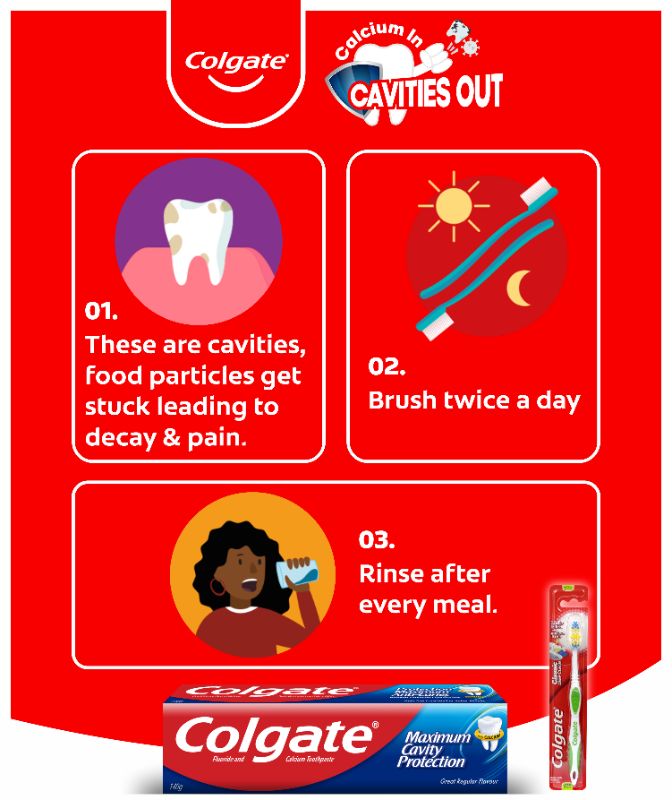 Colgate®
Calcium In
CAVITIES OUT
01.
These are cavities,
food particles get
stuck leading to
decay & pain.
02.
Brush twice a day
03.
Rinse after
every meal.
Colgate®
Maximum
Cavity
Protection
Fluoride and Calcium Toothpaste
Great Regular Flavour
140g
Colgate
Colgate